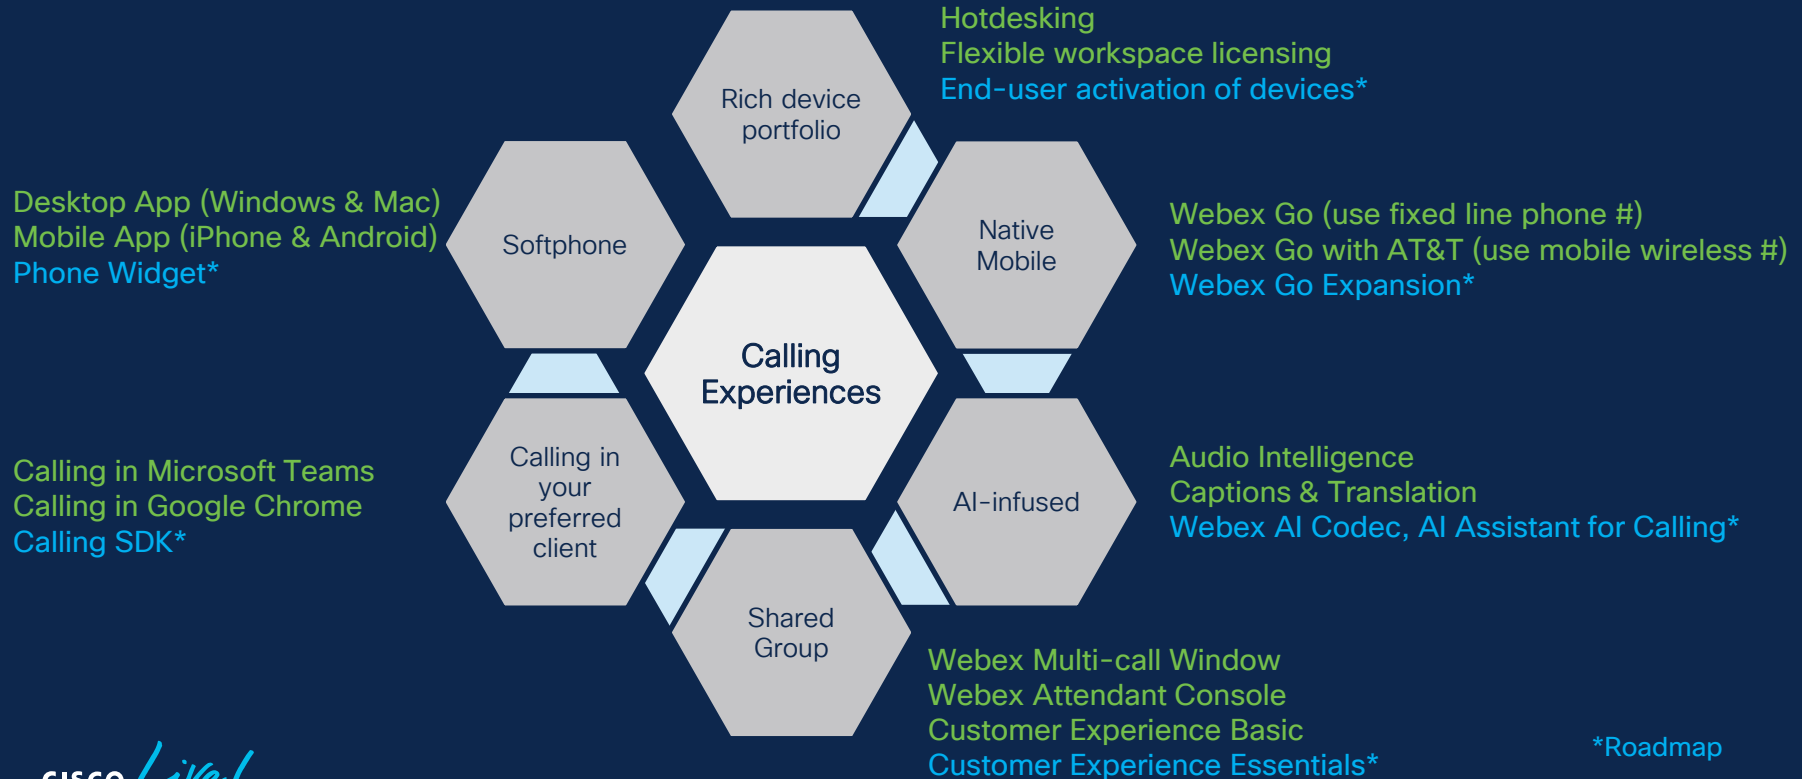 Hotdesking
Flexible workspace licensing
End-user activation of devices*
Rich device
portfolio
Desktop App (Windows & Mac)
Mobile App (iPhone & Android)
Phone Widget*
Softphone
Native
Mobile
Webex Go (use fixed line phone #)
Webex Go with AT&T (use mobile wireless #)
Webex Go Expansion*
Calling
Experiences
Calling in Microsoft Teams
Calling in Google Chrome
Calling SDK*
Calling in
your
preferred
client
AI-infused
Audio Intelligence
Captions & Translation
Webex AI Codec, AI Assistant for Calling*
Shared
Group
Webex Multi-call Window
Webex Attendant Console
Customer Experience Basic
Customer Experience Essentials*
*Roadmap
CISCO Live!